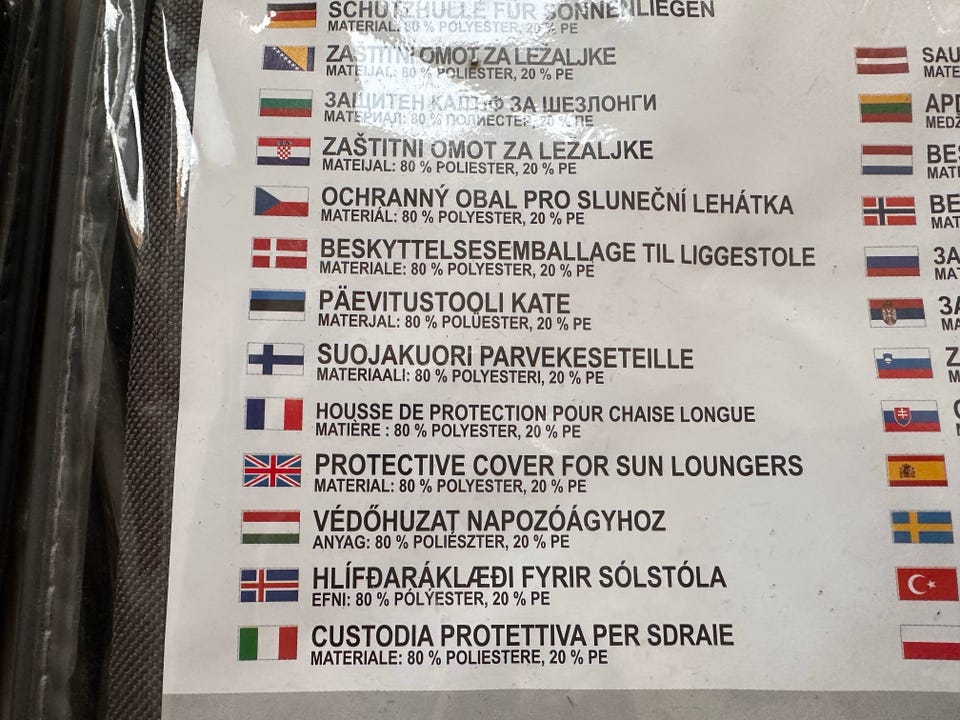 SCHUTZHÜLLE FÜR SONNENLIEGEN
MATERIAL: 80 % POLYESTER, 20 % PE
ZAŠTITNI OMOT ZA LEŽALJKE
MATEIJAL: 80 % POLIESTER, 20 % PE
ЗАЩИТЕН КАЛЪФ ЗА ШЕЗЛОНГИ
МАТЕРИАЛ: 80 % ПОЛИЕСТЕР, 20 % PE
ZAŠTITNI OMOT ZA LEŽALJKE
MATEIJAL: 80 % POLIESTER, 20 % PE
OCHRANNÝ OBAL PRO SLUNEČNÍ LEHÁTKA
MATERIÁL: 80 % POLYESTER, 20 % PE
BESKYTTELSESEMBALLAGE TIL LIGGESTOLE
MATERIALE: 80 % POLYESTER, 20 % PE
PÄEVITUSTOOLI KATE
MATERJAL: 80 % POLÜESTER, 20 % PE
SUOJAKUORI PARVEKESETEILLE
MATERIAALI: 80 % POLYESTERI, 20 % PE
HOUSSE DE PROTECTION POUR CHAISE LONGUE
MATIÈRE : 80 % POLYESTER, 20 % PE
PROTECTIVE COVER FOR SUN LOUNGERS
MATERIAL: 80 % POLYESTER, 20 % PE
VÉDŐHUZAT NAPOZÓÁGYHOZ
ANYAG: 80 % POLIÉSZTER, 20 % PE
HLÍFÐARÁKLÆÐI FYRIR SÓLSTÓLA
EFNI: 80 % PÓLÝESTER, 20 % PE
CUSTODIA PROTETTIVA PER SDRAIE
MATERIALE: 80 % POLIESTERE, 20 % PE